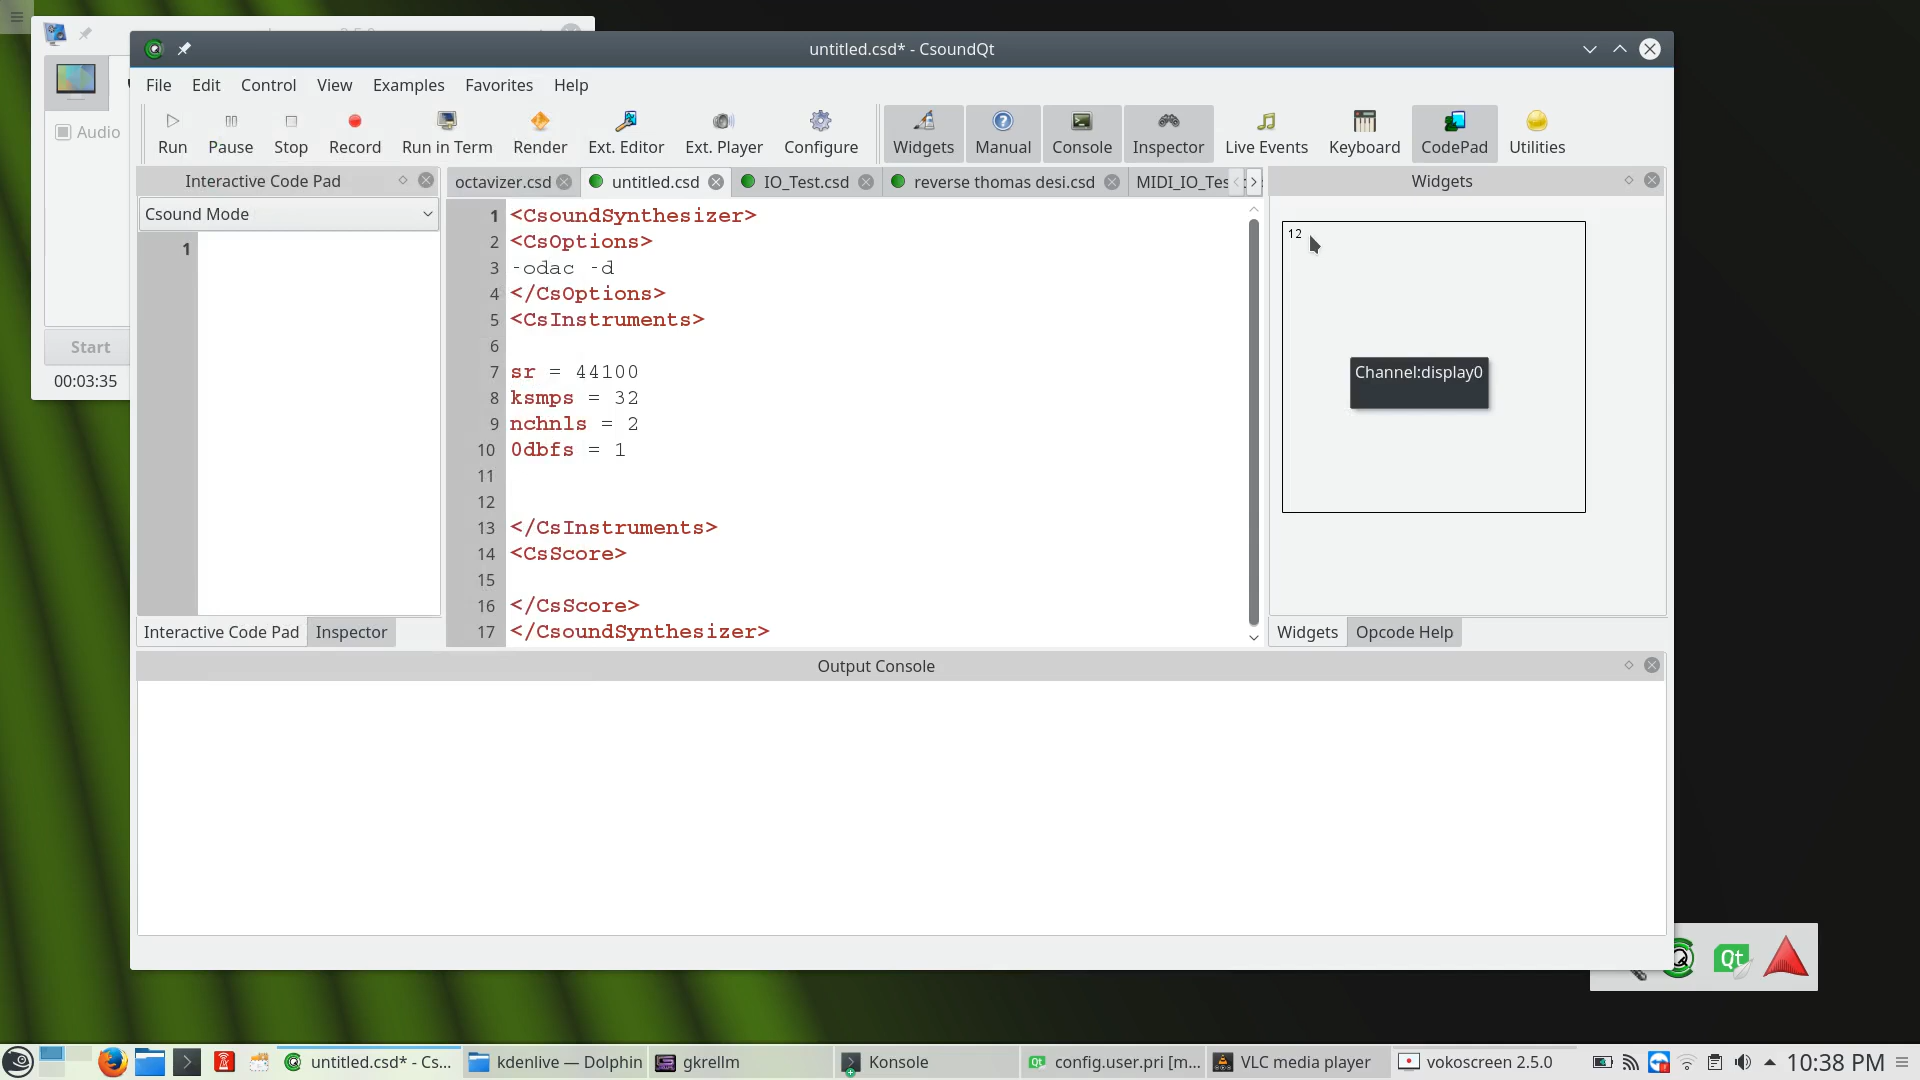 untitled.csd* - CsoundQt
File Edit Control View Examples Favorites Help
Run Pause Stop Record Run in Term Render Ext. Editor Ext. Player Configure Widgets Manual Console Inspector Live Events Keyboard CodePad Utilities
Audio
Start
00:03:35
Interactive Code Pad
Csound Mode
1
Interactive Code Pad Inspector
octavizer.csd untitled.csd IO_Test.csd reverse thomas desi.csd MIDI_IO_Tes
1 <CsoundSynthesizer>
2 <CsOptions>
3 -odac -d
4 </CsOptions>
5 <CsInstruments>
6
7 sr = 44100
8 ksmps = 32
9 nchnls = 2
10 0dbfs = 1
11
12
13 </CsInstruments>
14 <CsScore>
15
16 </CsScore>
17 </CsoundSynthesizer>
Widgets
12
Channel:display0
Widgets Opcode Help
Output Console
Qt
untitled.csd* - Cs... kdenlive — Dolphin gkrellm Konsole config.user.pri [m... VLC media player vokoscreen 2.5.0 10:38 PM